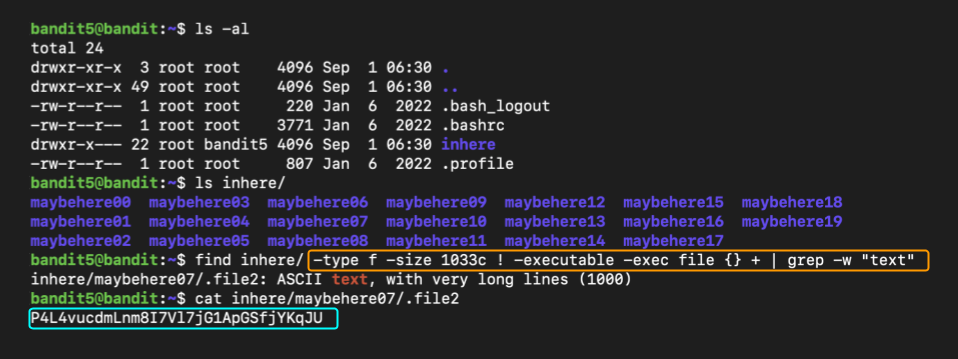 bandit5@bandit:~$ ls -al
total 24
drwxr-xr-x  3 root root    4096 Sep  1 06:30 .
drwxr-xr-x 49 root root    4096 Sep  1 06:30 ..
-rw-r--r--  1 root root     220 Jan  6  2022 .bash_logout
-rw-r--r--  1 root root    3771 Jan  6  2022 .bashrc
drwxr-x--- 22 root bandit5 4096 Sep  1 06:30 inhere
-rw-r--r--  1 root root     807 Jan  6  2022 .profile
bandit5@bandit:~$ ls inhere/
maybehere00  maybehere03  maybehere06  maybehere09  maybehere12  maybehere15  maybehere18
maybehere01  maybehere04  maybehere07  maybehere10  maybehere13  maybehere16  maybehere19
maybehere02  maybehere05  maybehere08  maybehere11  maybehere14  maybehere17
bandit5@bandit:~$ find inhere/ -type f -size 1033c ! -executable -exec file {} + | grep -w "text"
inhere/maybehere07/.file2: ASCII text, with very long lines (1000)
bandit5@bandit:~$ cat inhere/maybehere07/.file2
P4L4vucdmLnm8I7Vl7jG1ApGSfjYKqJU